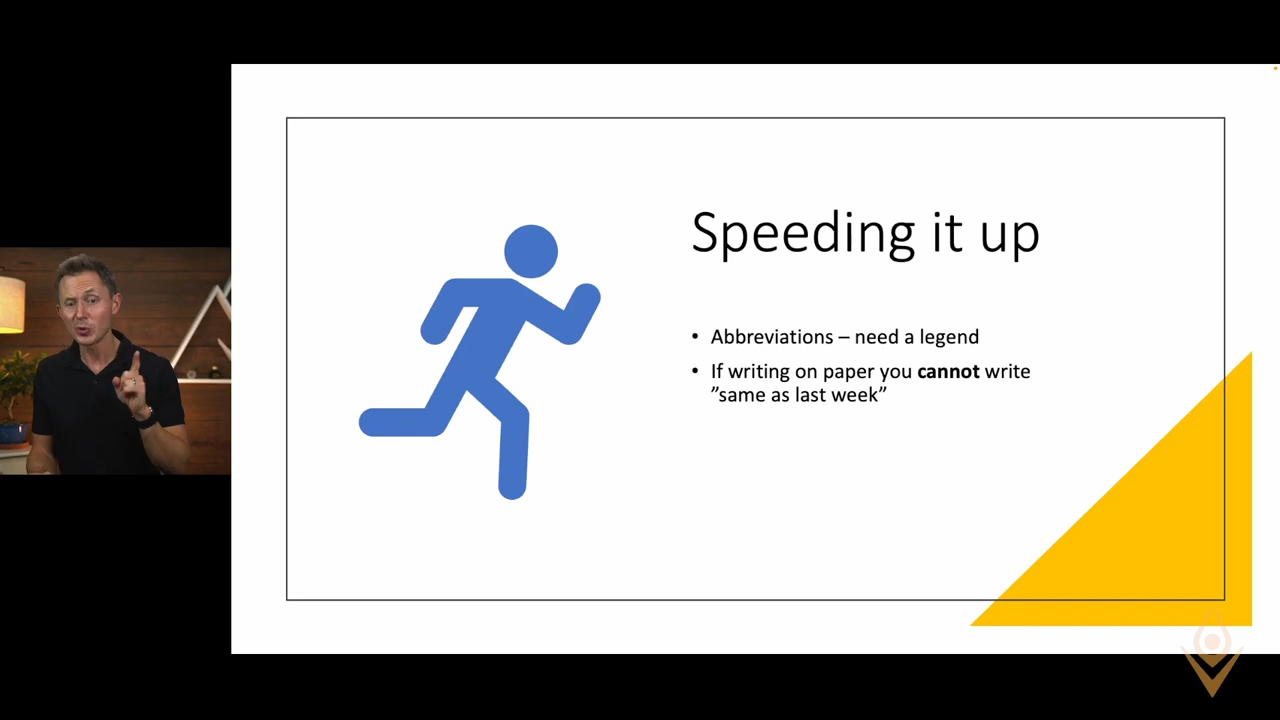 Speeding it up
• Abbreviations – need a legend
• If writing on paper you cannot write
”same as last week”